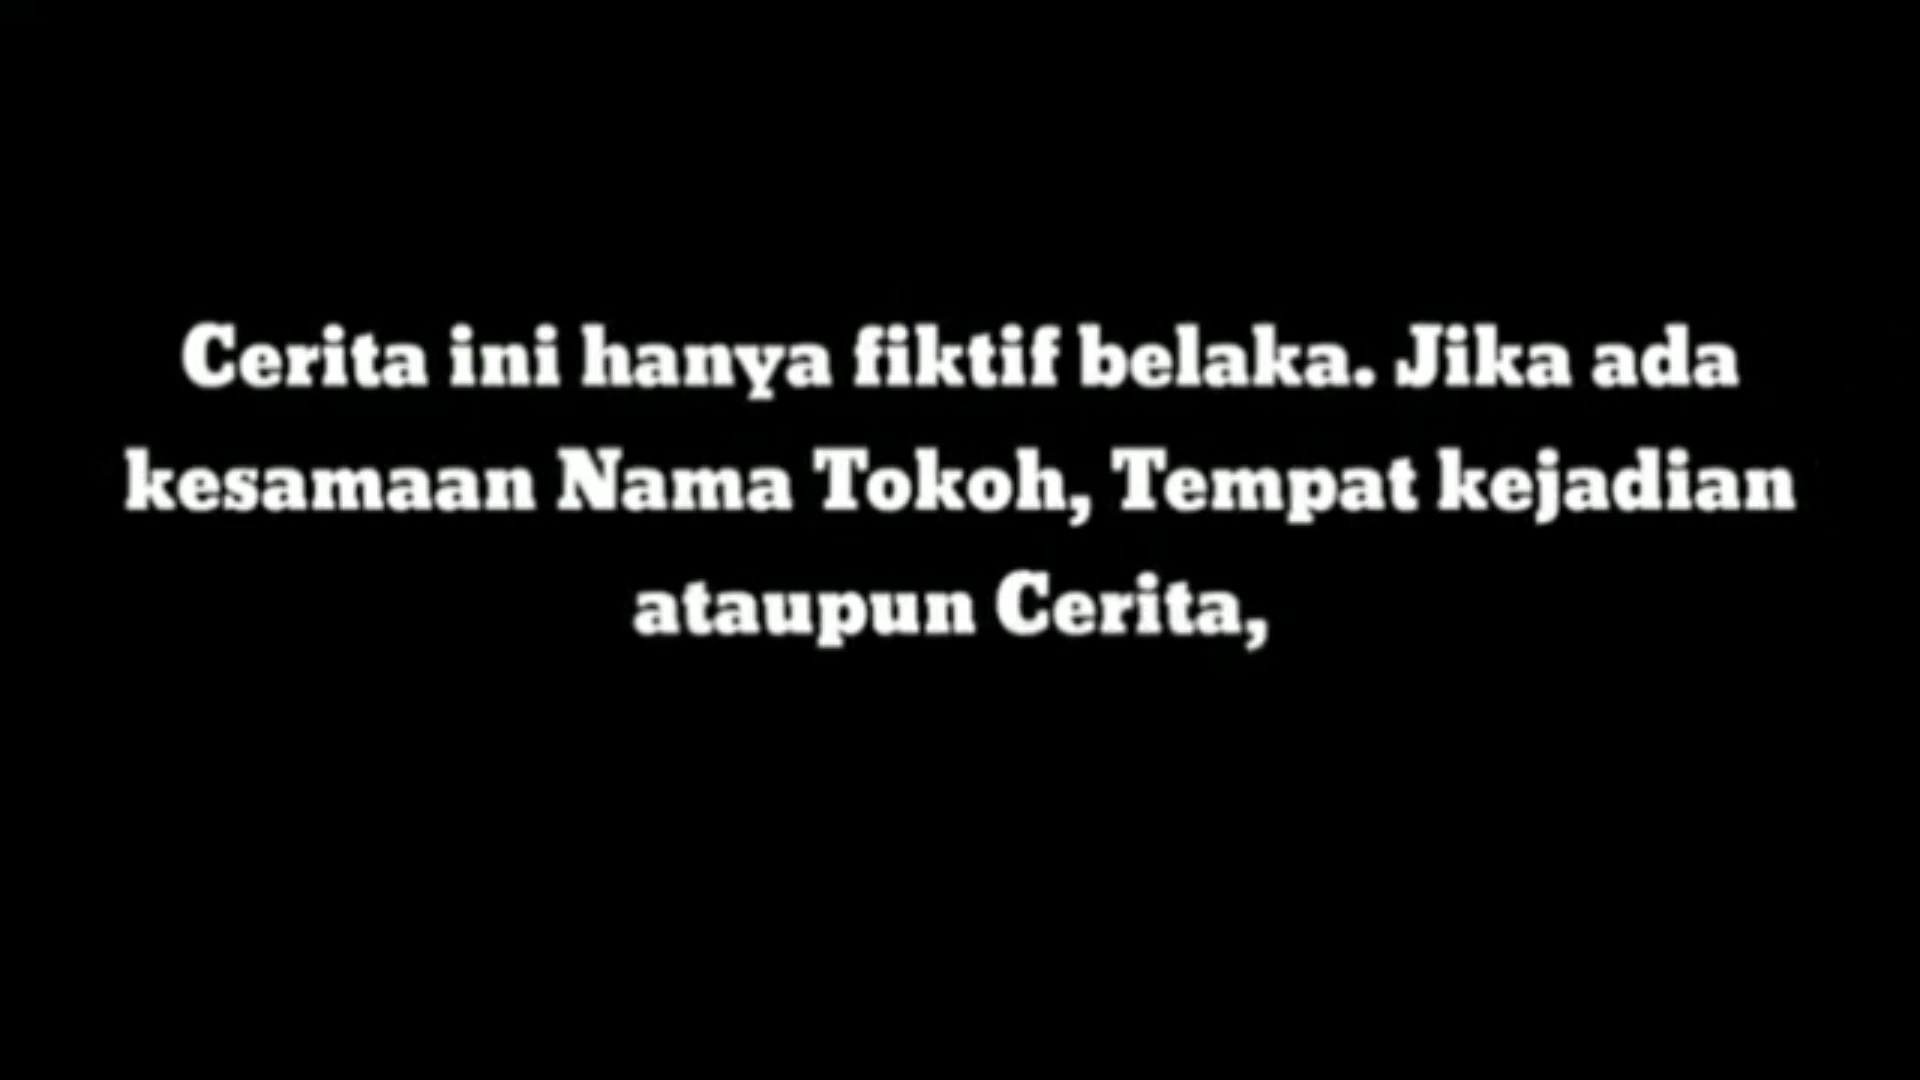 Cerita ini hanya fiktif belaka. Jika ada
kesamaan Nama Tokoh, Tempat kejadian
ataupun Cerita,